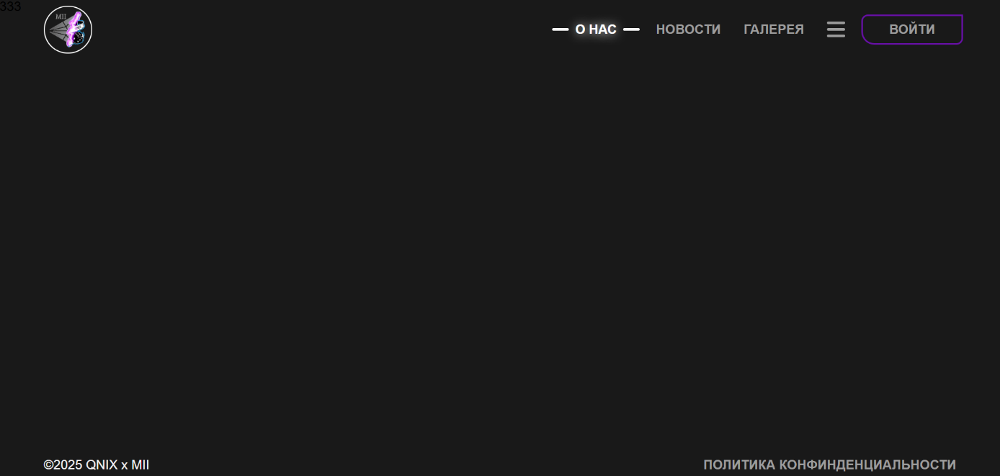 333
MII
О НАС НОВОСТИ ГАЛЕРЕЯ ВОЙТИ
©2025 QNIX x MII ПОЛИТИКА КОНФИНДЕНЦИАЛЬНОСТИ